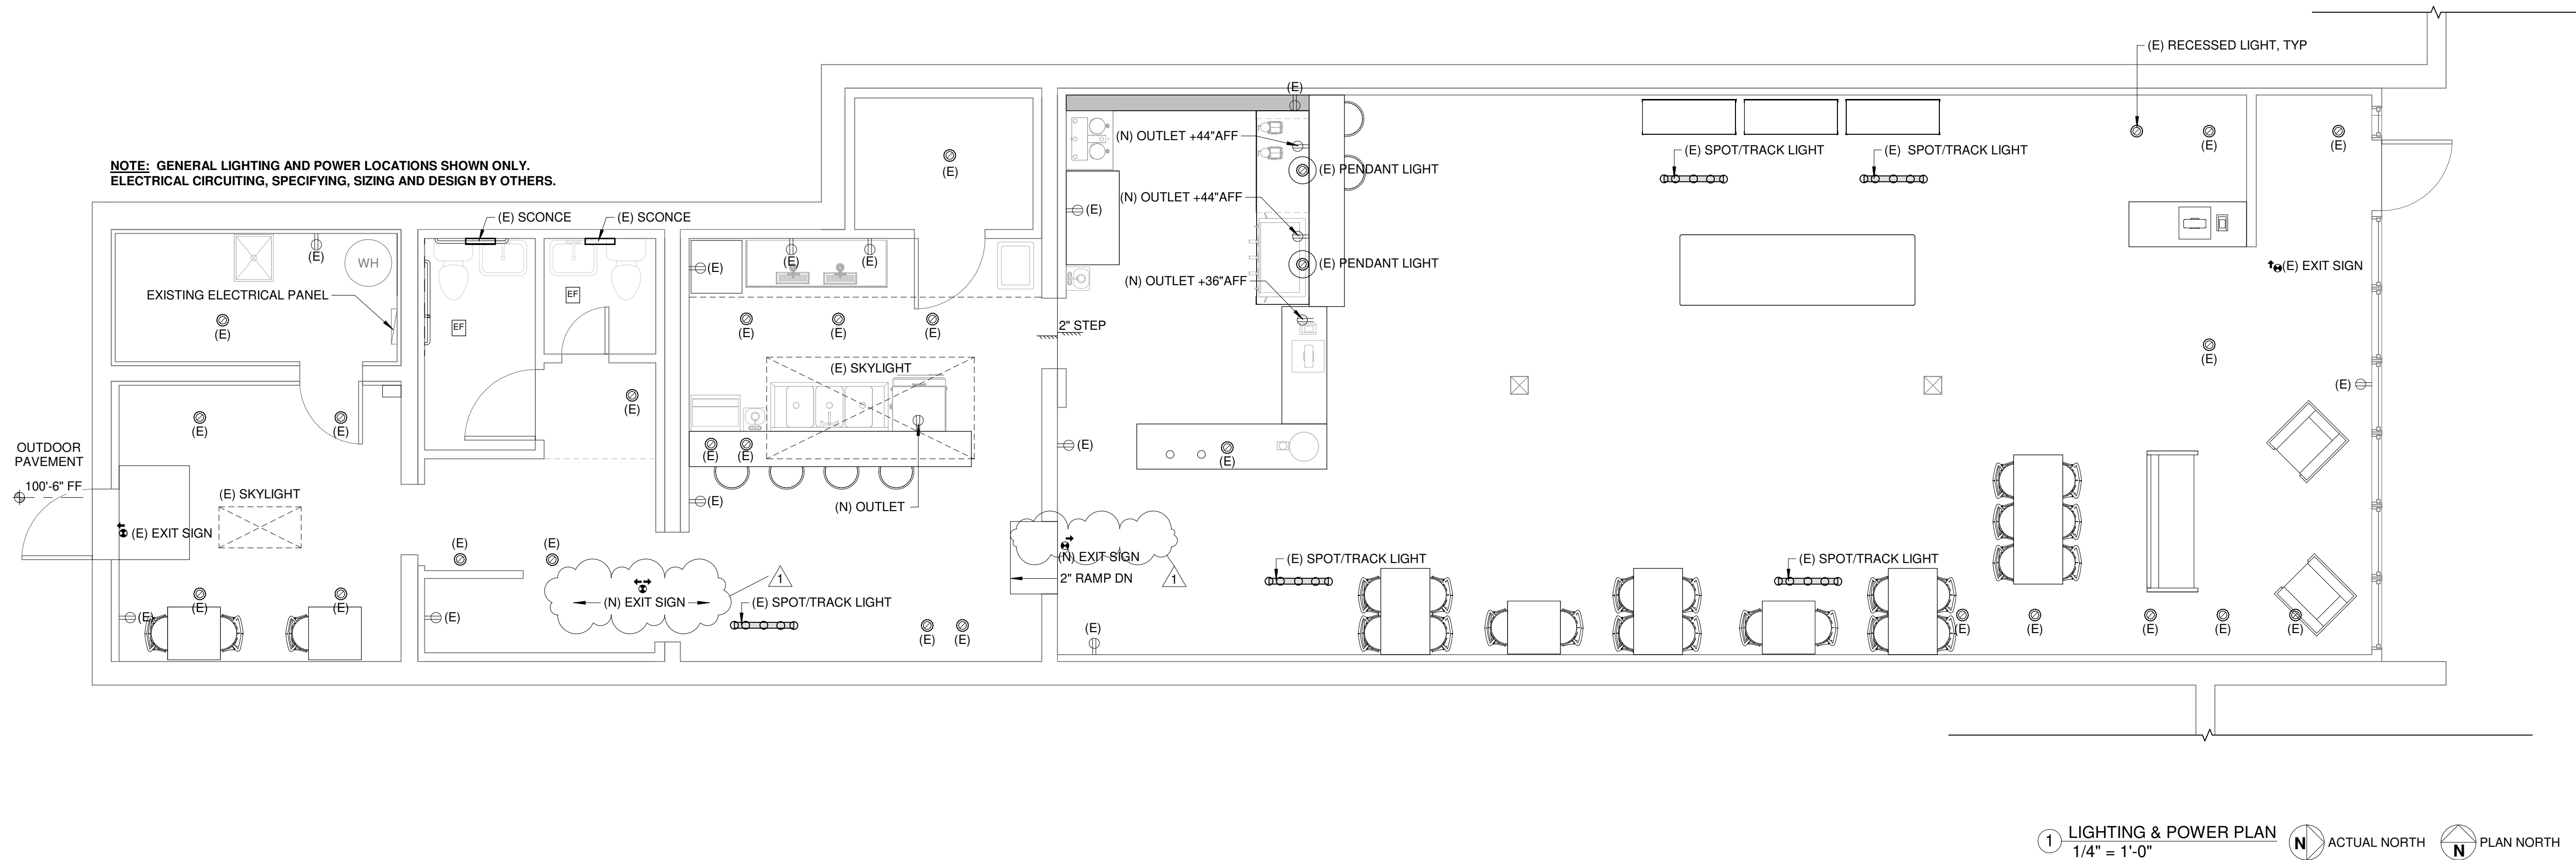 (E) RECESSED LIGHT, TYP
(E)
(N) OUTLET +44"AFF
(E) SPOT/TRACK LIGHT
(E) SPOT/TRACK LIGHT
(E)
(E)
NOTE: GENERAL LIGHTING AND POWER LOCATIONS SHOWN ONLY.
ELECTRICAL CIRCUITING, SPECIFYING, SIZING AND DESIGN BY OTHERS.
(E)
(E) PENDANT LIGHT
(N) OUTLET +44"AFF
(E)
(E) SCONCE
(E) SCONCE
(E)
WH
(E)
(E)
(E)
(E) PENDANT LIGHT
(E) EXIT SIGN
(N) OUTLET +36"AFF
EXISTING ELECTRICAL PANEL
EF
EF
(E)
(E)
(E)
(E)
2" STEP
(E)
(E) SKYLIGHT
(E)
(E)
(E)
(E)
(E)
(E)
(E)
(E)
OUTDOOR
PAVEMENT
100'-6" FF
(E) SKYLIGHT
(E)
(N) OUTLET
(E) EXIT SIGN
(E)
(E)
(N) EXIT SIGN
(E) SPOT/TRACK LIGHT
(E) SPOT/TRACK LIGHT
2" RAMP DN
1
1
(N) EXIT SIGN
(E) SPOT/TRACK LIGHT
(E)
(E)
(E)
(E)
(E)
(E)
(E)
(E)
(E)
(E)
(E)
(E)
1
LIGHTING & POWER PLAN
1/4" = 1'-0"
N
ACTUAL NORTH
N
PLAN NORTH